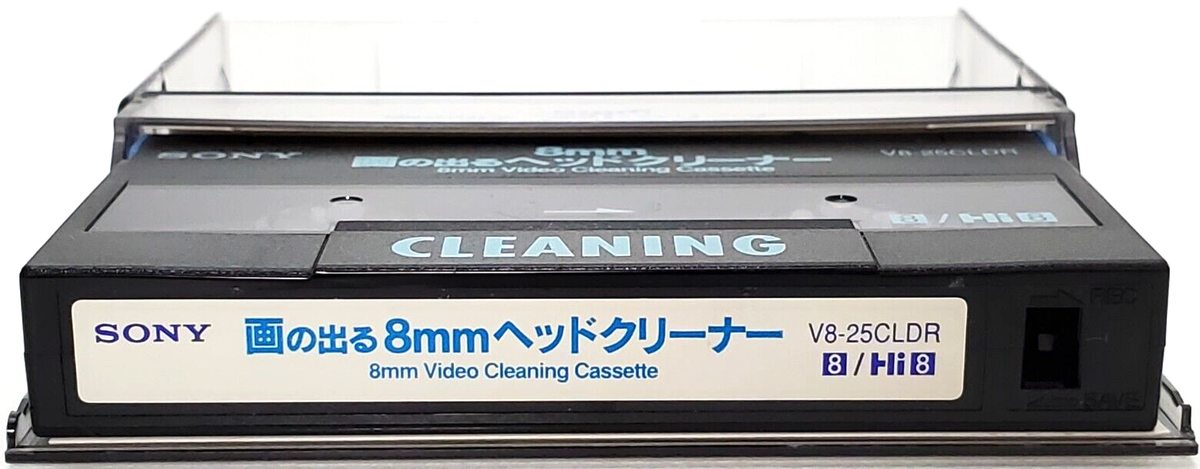 SONY
8mm
画の出るヘッドクリーナー
8mm Video Cleaning Cassette
V8-25CLDR
8/Hi8
CLEANING
SONY
画の出る8mmヘッドクリーナー
8mm Video Cleaning Cassette
V8-25CLDR
8/Hi8
REC
SAVE